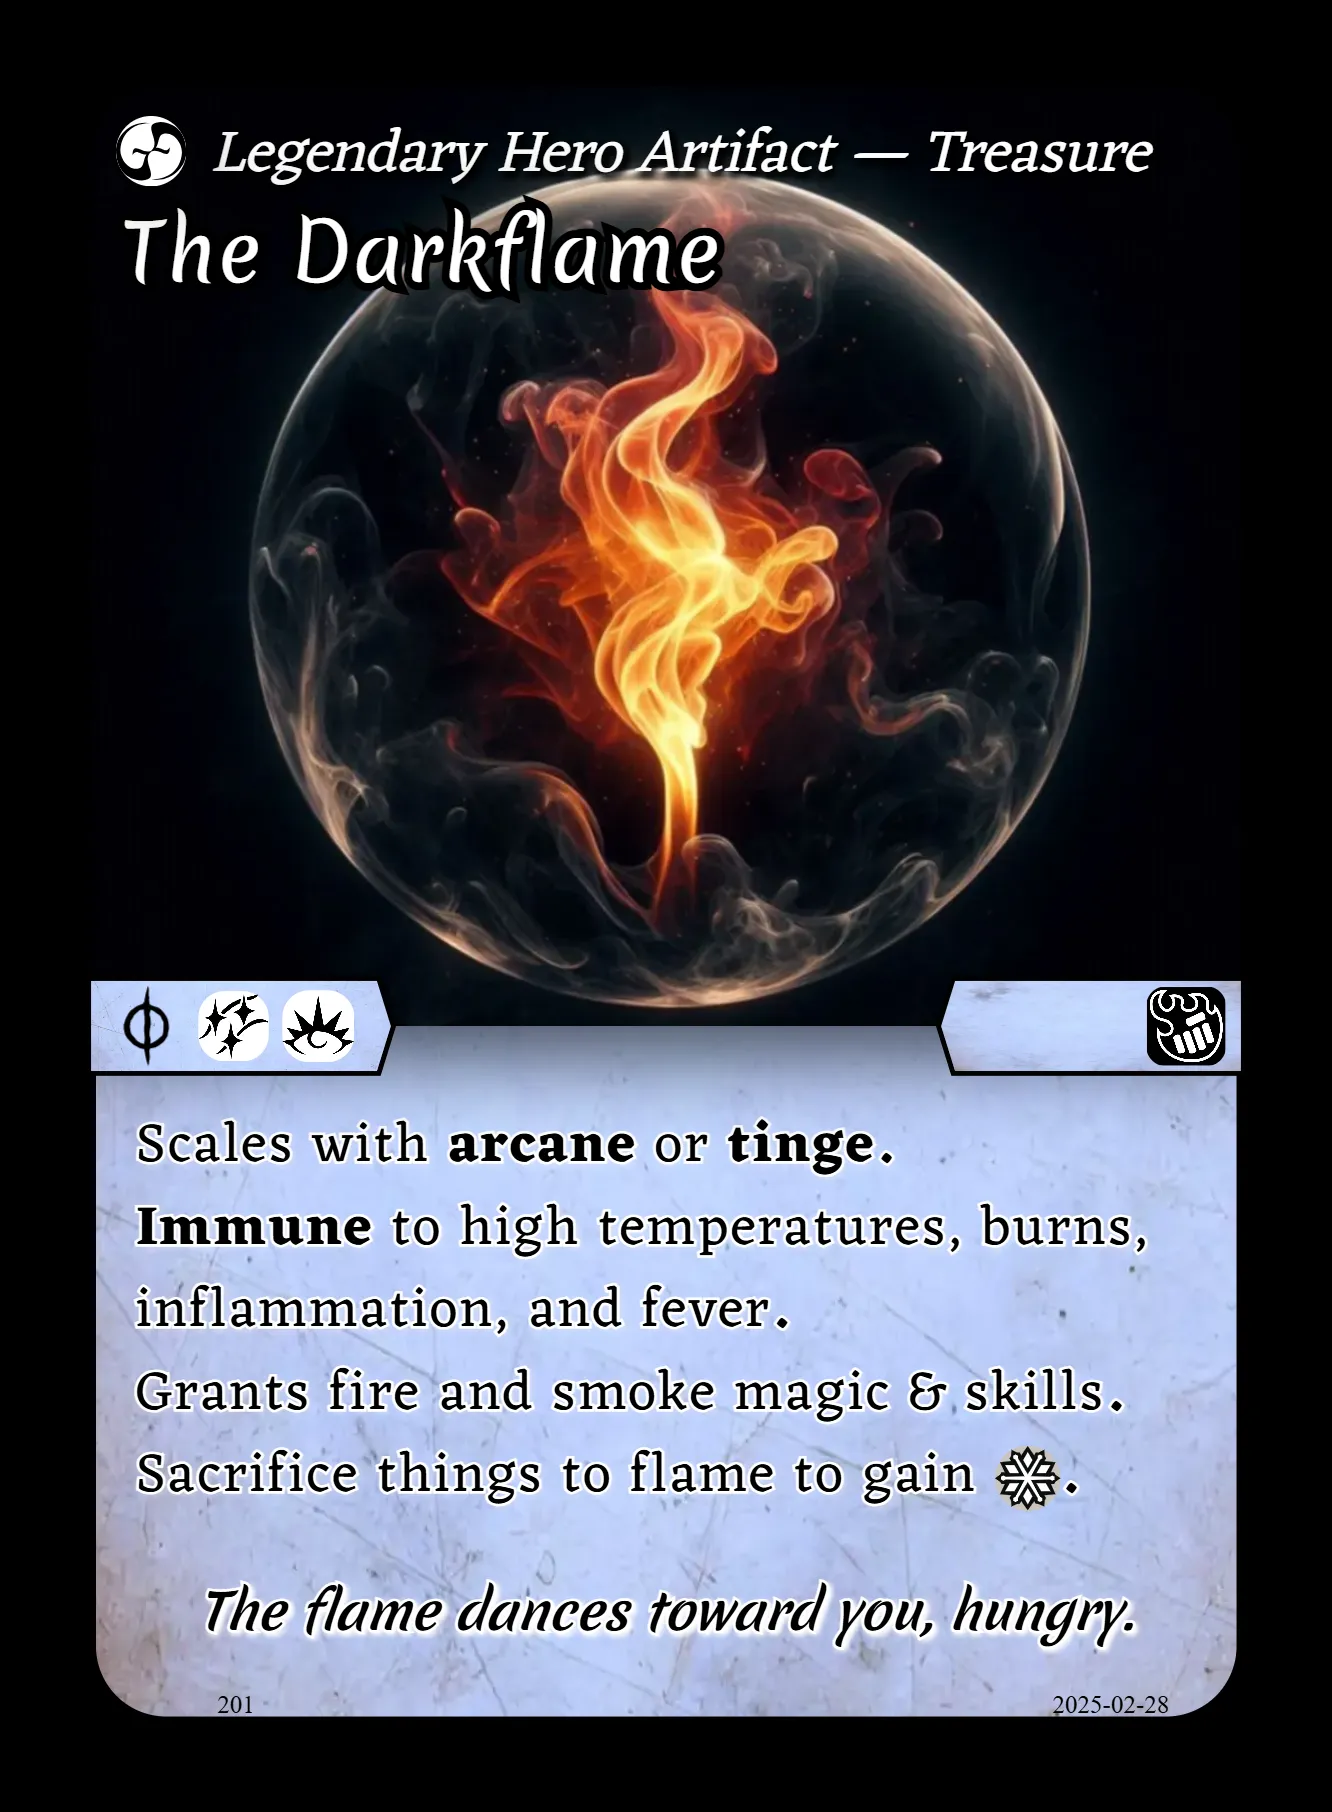 Legendary Hero Artifact — Treasure
The Darkflame
Scales with arcane or tinge.
Immune to high temperatures, burns,
inflammation, and fever.
Grants fire and smoke magic & skills.
Sacrifice things to flame to gain .
The flame dances toward you, hungry.
201
2025-02-28